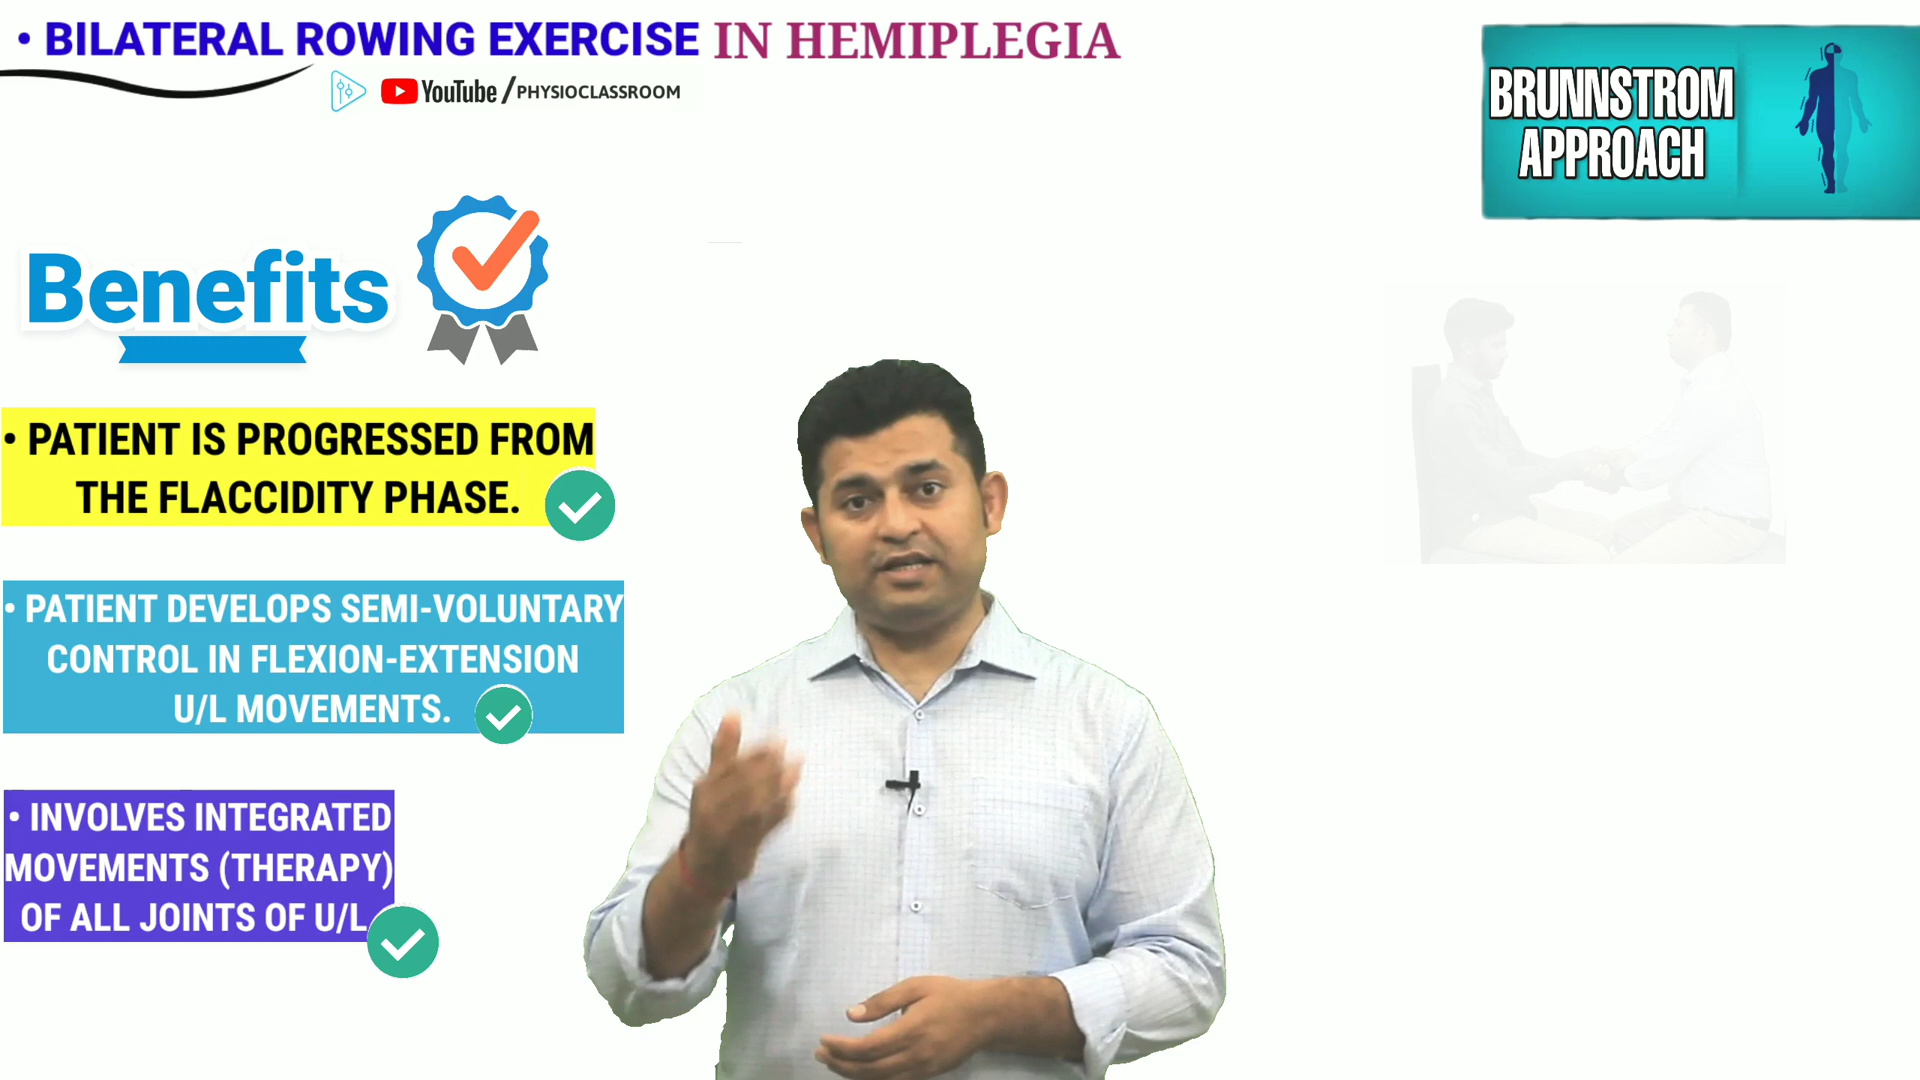 • BILATERAL ROWING EXERCISE IN HEMIPLEGIA
YouTube /PHYSIOCLASSROOM
BRUNNSTROM
APPROACH
Benefits
• PATIENT IS PROGRESSED FROM
THE FLACCIDITY PHASE.
• PATIENT DEVELOPS SEMI-VOLUNTARY
CONTROL IN FLEXION-EXTENSION
U/L MOVEMENTS.
• INVOLVES INTEGRATED
MOVEMENTS (THERAPY)
OF ALL JOINTS OF U/L